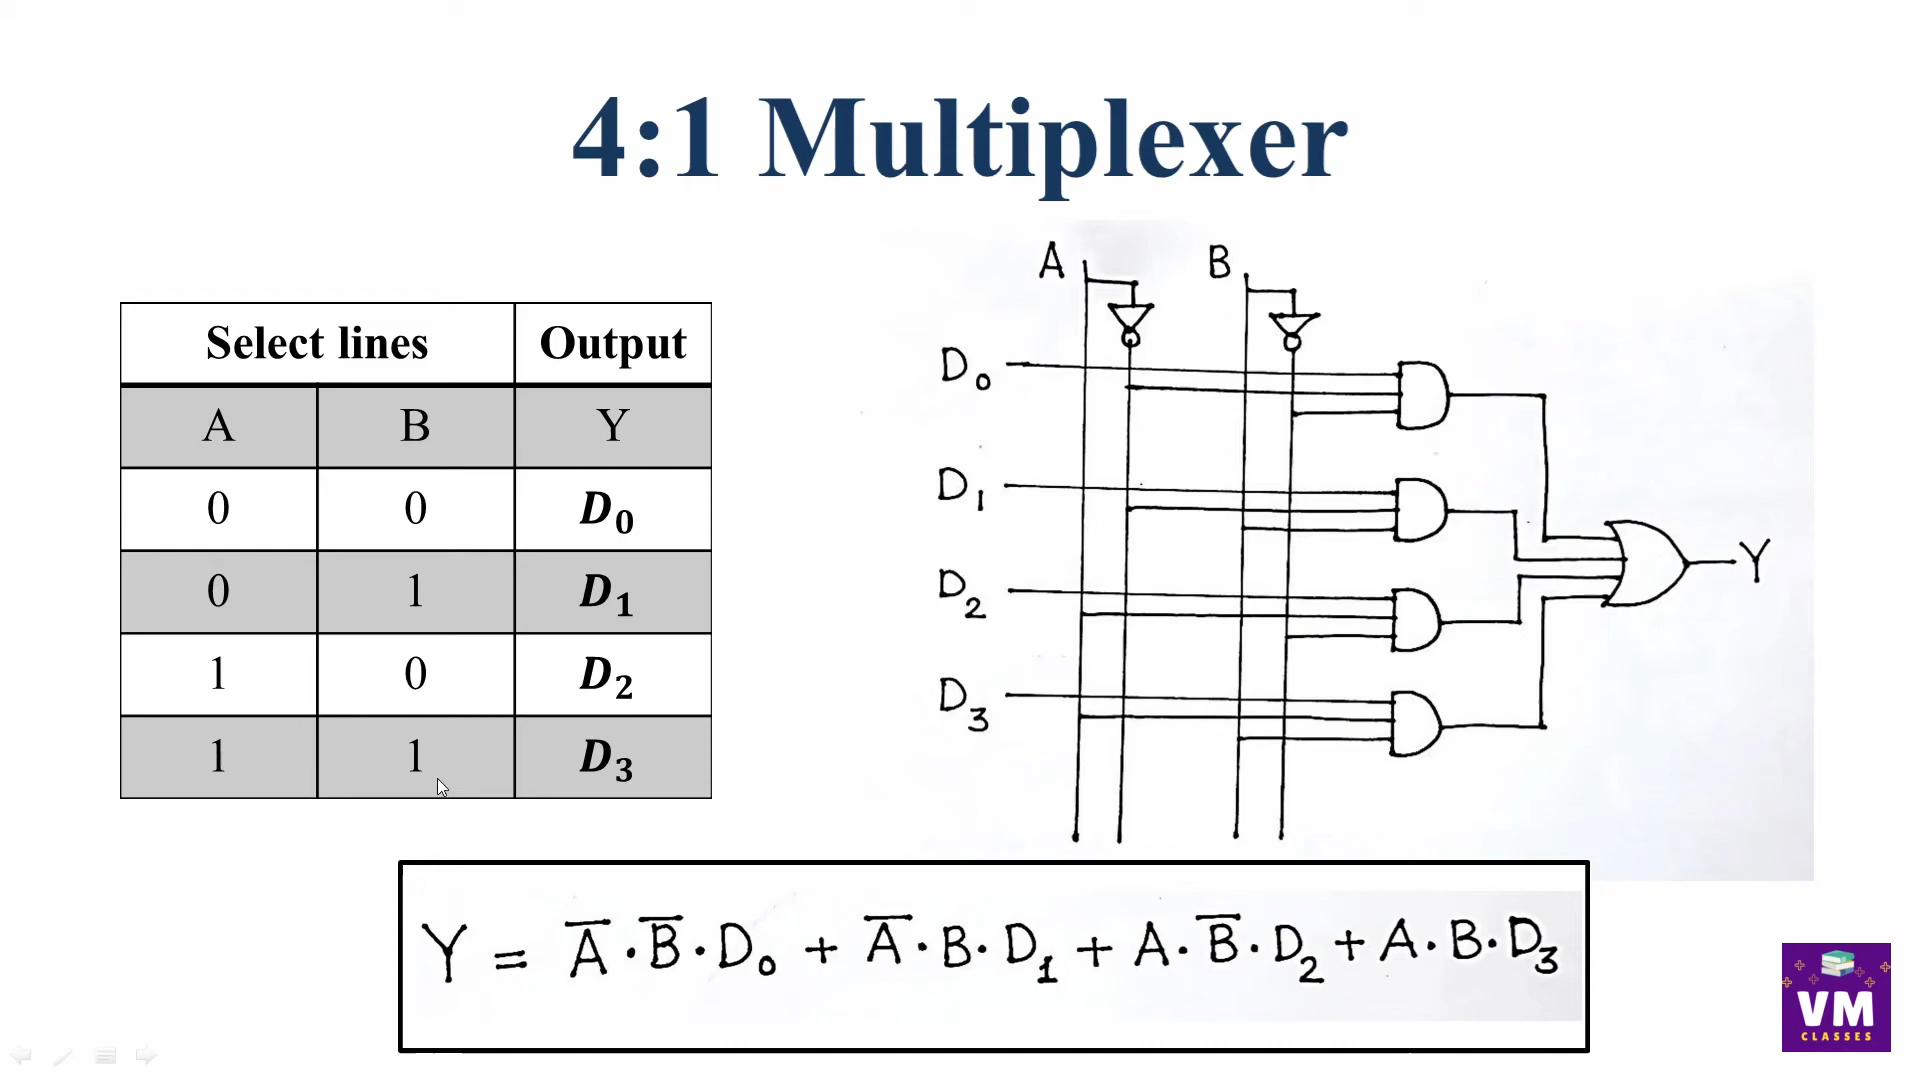 4:1 Multiplexer
Select lines Output
A B Y
0 0 D₀
0 1 D₁
1 0 D₂
1 1 D₃
A B
D₀
D₁
Y
D₂
D₃
Y = A̅·B̅·D₀ + A̅·B·D₁ + A·B̅·D₂ + A·B·D₃
VM
CLASSES